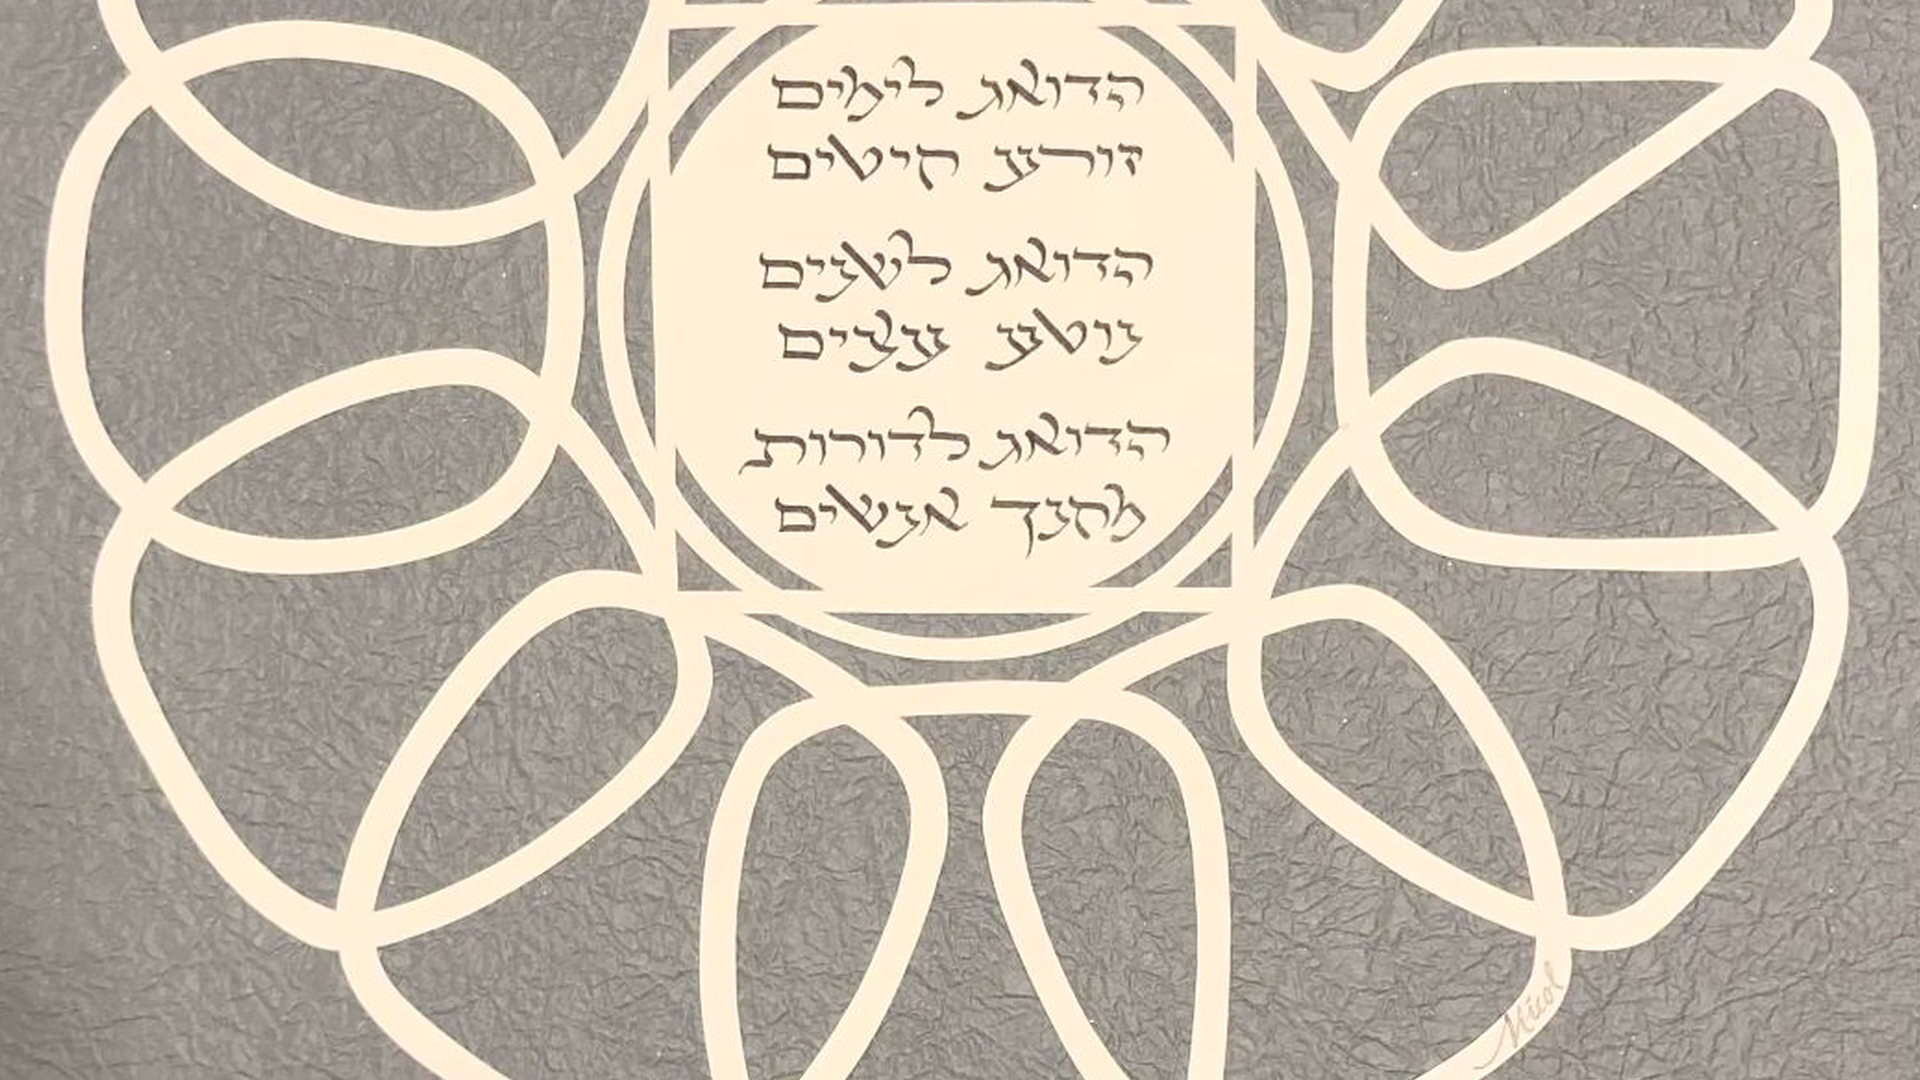 הדואג לימים
זורע חיטים
הדואג לשנים
נוטע עצים
הדואג לדורות
מחנך אנשים
Micol